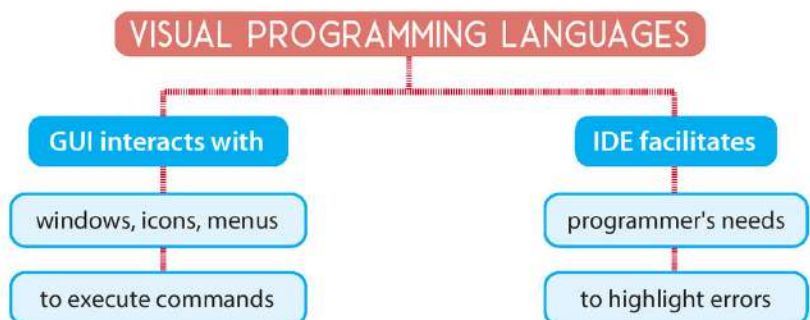 VISUAL PROGRAMMING LANGUAGES
GUI interacts with
windows, icons, menus
to execute commands
IDE facilitates
programmer's needs
to highlight errors